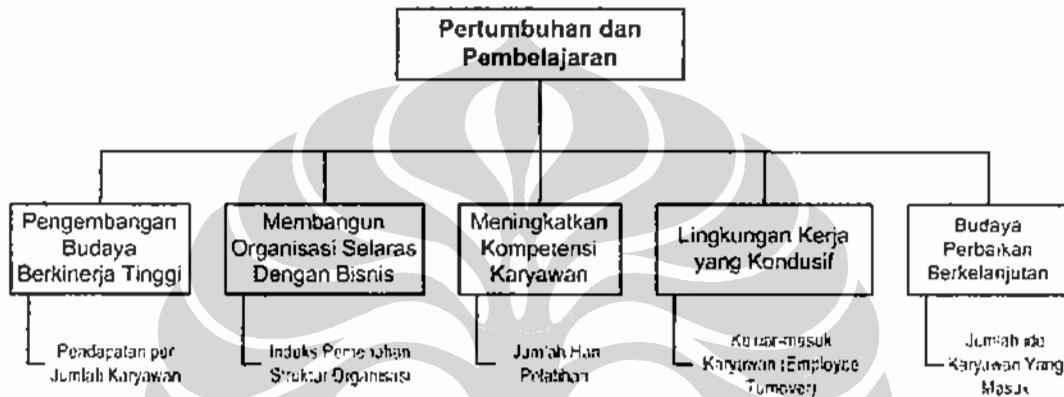 Pertumbuhan dan
Pembelajaran
Pengembangan
Budaya
Berkinerja Tinggi
Membangun
Organisasi Selaras
Dengan Bisnis
Meningkatkan
Kompetensi
Karyawan
Lingkungan Kerja
yang Kondusif
Budaya
Perbaikan
Berkelanjutan
Pendapatan per
Jumlah Karyawan
Indeks Pemenuhan
Struktur Organisasi
Jumlah Hari
Pelatihan
Keluar-masuk
Karyawan (Employee
Turnover)
Jumlah ide
Karyawan Yang
Masuk